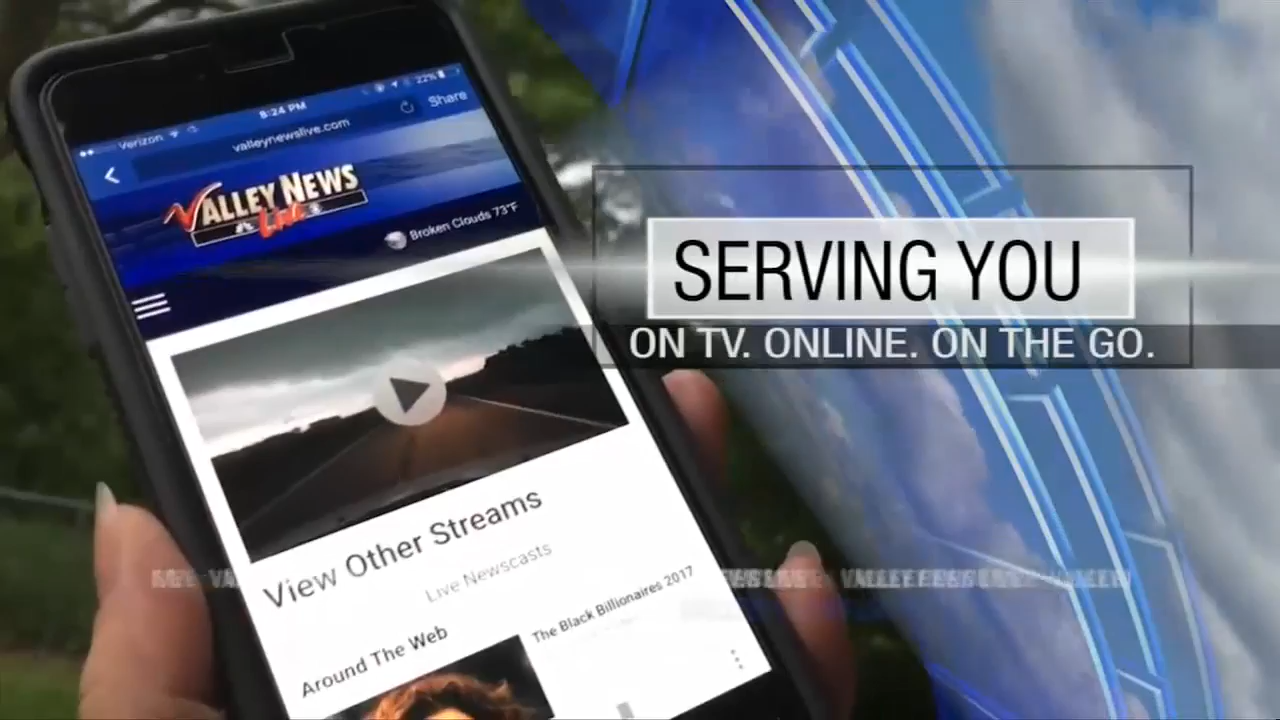 Verizon
8:24 PM
22%
valleynewslive.com
Share
VALLEY NEWS
Live
Broken Clouds 73°F
SERVING YOU
ON TV. ONLINE. ON THE GO.
View Other Streams
Live Newscasts
Around The Web
The Black Billionaires 2017